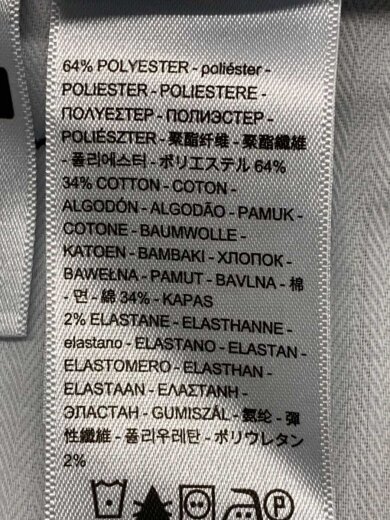 64% POLYESTER - poliéster -
POLIESTER - POLIESTERE -
ΠΟΛΥΕΣΤΕΡ - ПОЛИЭСТЕР -
POLIÉSZTER - 聚酯纤维 - 聚酯纖維
- 폴리에스터 - ポリエステル 64%
34% COTTON - COTON -
ALGODÓN - ALGODÃO - PAMUK -
COTONE - BAUMWOLLE -
KATOEN - BAMBAKI - ХЛОПОК -
BAWEŁNA - PAMUT - BAVLNA - 棉
- 면 - 綿 34% - KAPAS
2% ELASTANE - ELASTHANNE -
elastano - ELASTANO - ELASTAN -
ELASTOMERO - ELASTHAN -
ELASTAAN - ΕΛΑΣΤΑΝΗ -
ЭЛАСТАН - GUMISZÁL - 氨纶 - 彈
性纖維 - 폴리우레탄 - ポリウレタン
2%
P